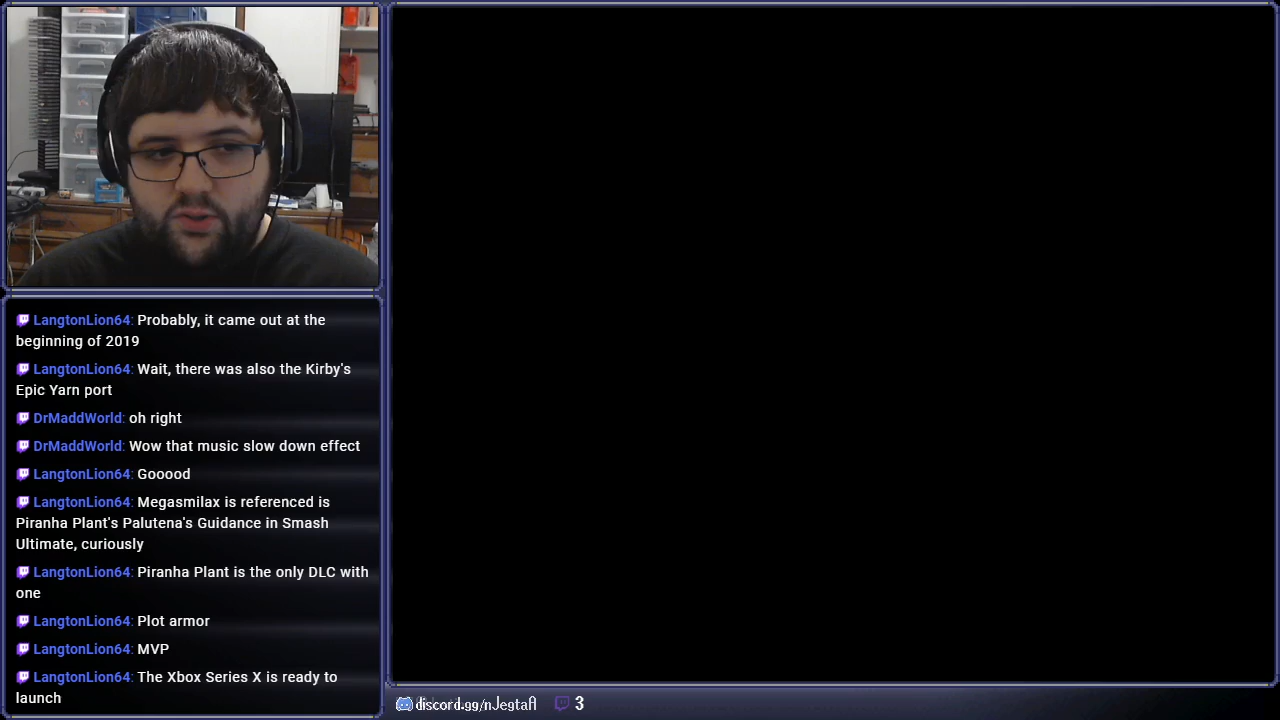 LangtonLion64: Probably, it came out at the
beginning of 2019
LangtonLion64: Wait, there was also the Kirby's
Epic Yarn port
DrMaddWorld: oh right
DrMaddWorld: Wow that music slow down effect
LangtonLion64: Gooood
LangtonLion64: Megasmilax is referenced is
Piranha Plant's Palutena's Guidance in Smash
Ultimate, curiously
LangtonLion64: Piranha Plant is the only DLC with
one
LangtonLion64: Plot armor
LangtonLion64: MVP
LangtonLion64: The Xbox Series X is ready to
launch
3